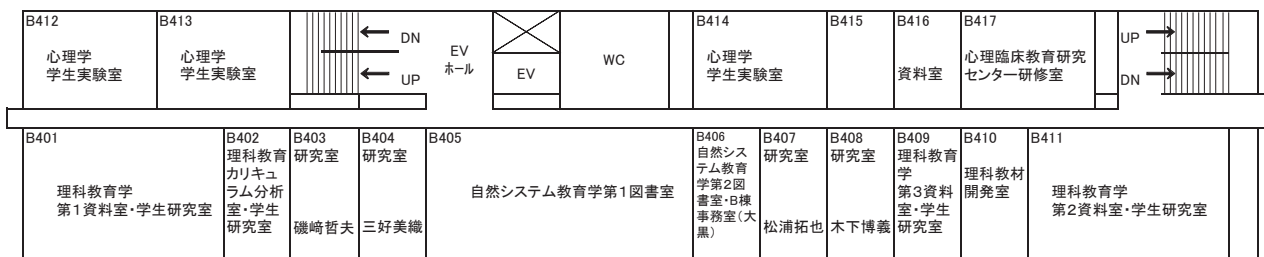 B412
心理学
学生実験室
B413
心理学
学生実験室
DN
UP
EV
ホール
EV
WC
B414
心理学
学生実験室
B415
B416
資料室
B417
心理臨床教育研究
センター研修室
UP
DN
B401
理科教育学
第1資料室・学生研究室
B402
理科教育
カリキュ
ラム分析
室・学生
研究室
B403
研究室
磯﨑哲夫
B404
研究室
三好美織
B405
自然システム教育学第1図書室
B406
自然シス
テム教育
学第2図
書室・B棟
事務室(大
黒)
B407
研究室
松浦拓也
B408
研究室
木下博義
B409
理科教育
学
第3資料
室・学生
研究室
B410
理科教材
開発室
B411
理科教育学
第2資料室・学生研究室